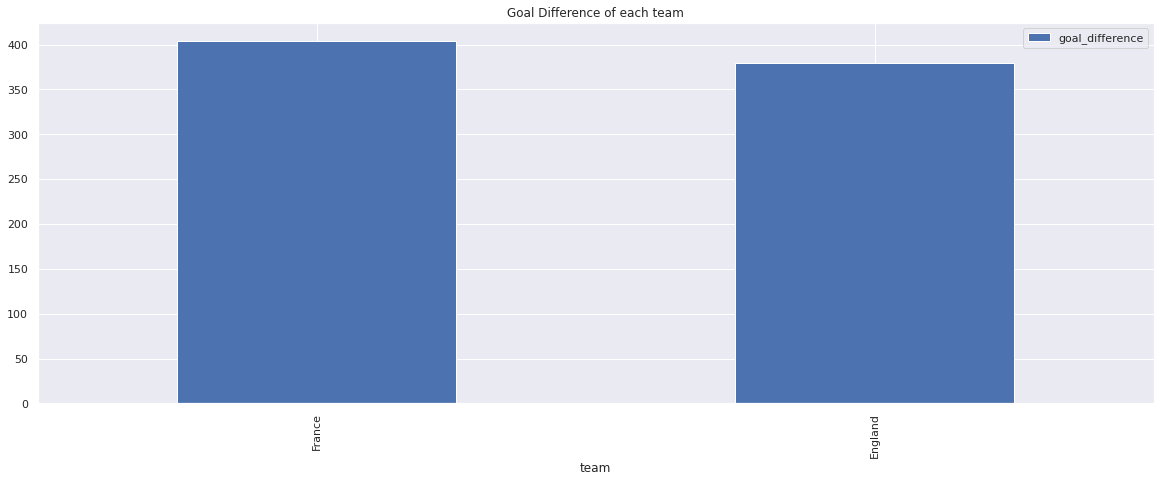 Goal Difference of each team
goal_difference
400
350
300
250
200
150
100
50
0
France
England
team